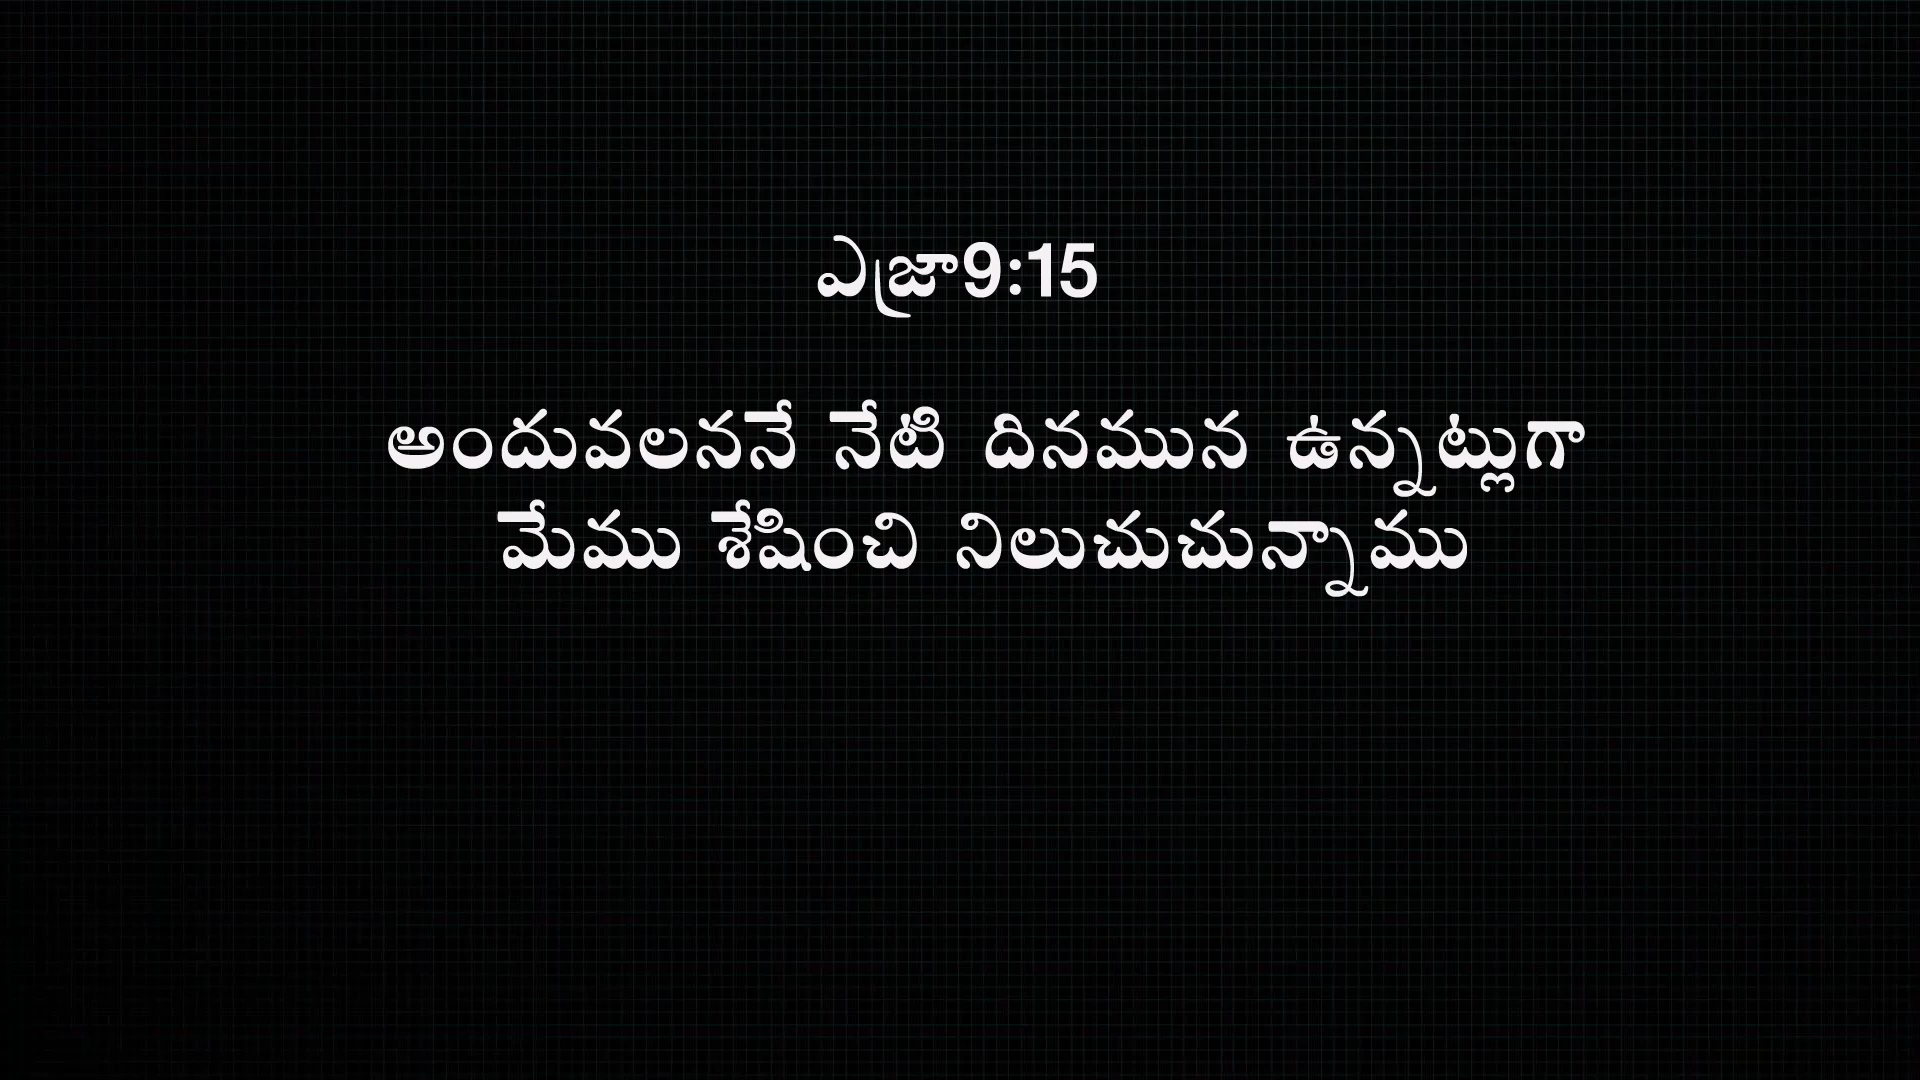 ఎజ్రా9:15
అందువలననే నేటి దినమున ఉన్నట్లుగా
మేము శేషించి నిలుచుచున్నాము